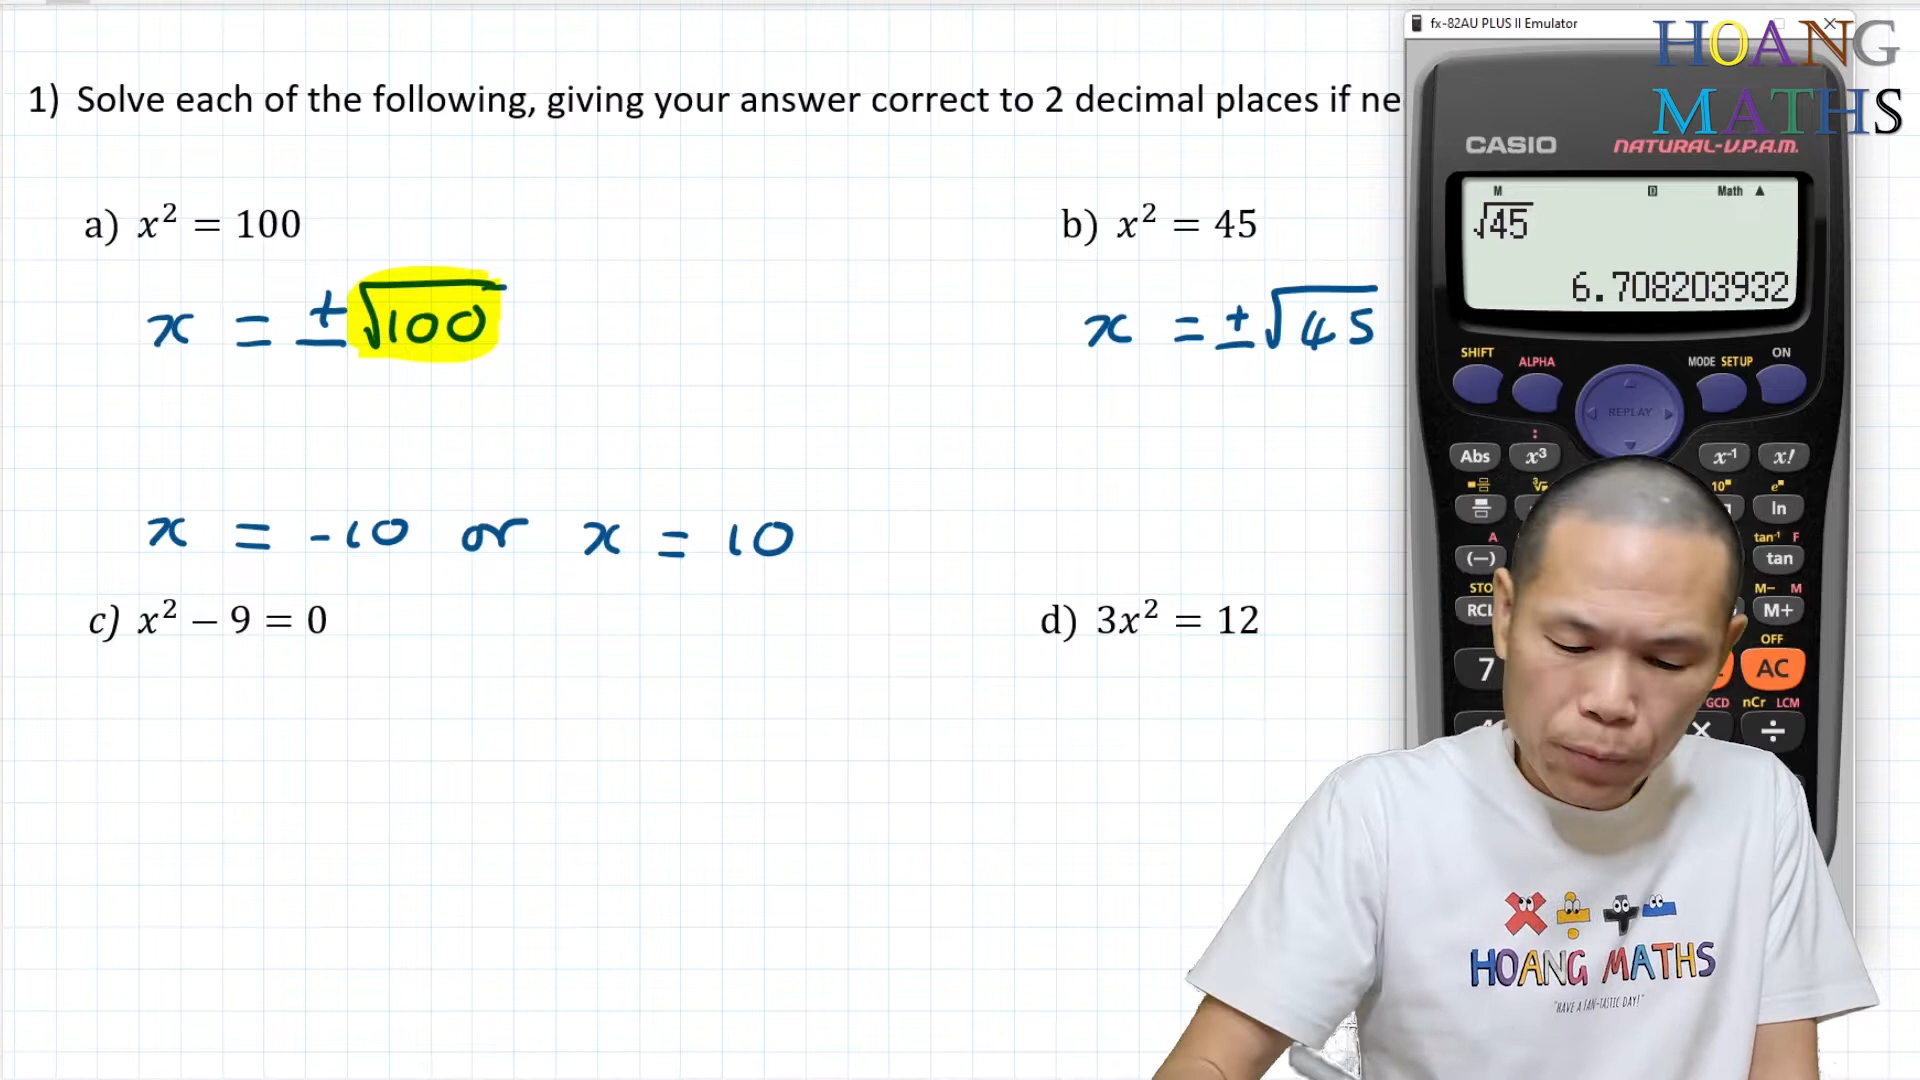 fx-82AU PLUS II Emulator
HOANG
MATHS
1) Solve each of the following, giving your answer correct to 2 decimal places if ne
CASIO
NATURAL-V.P.A.M.
M D Math ▲
√45
6.708203932
a) x² = 100
b) x² = 45
x = ±√100
x = ±√45
SHIFT ALPHA MODE SETUP ON
REPLAY
Abs x³ x⁻¹ x!
10■ e■
ln
A tan⁻¹ F
(−) tan
STO M− M
RCL M+
OFF
7 AC
GCD nCr LCM
× ÷
x = -10 or x = 10
c) x² − 9 = 0
d) 3x² = 12
HOANG MATHS
"HAVE A FAN-TASTIC DAY!"